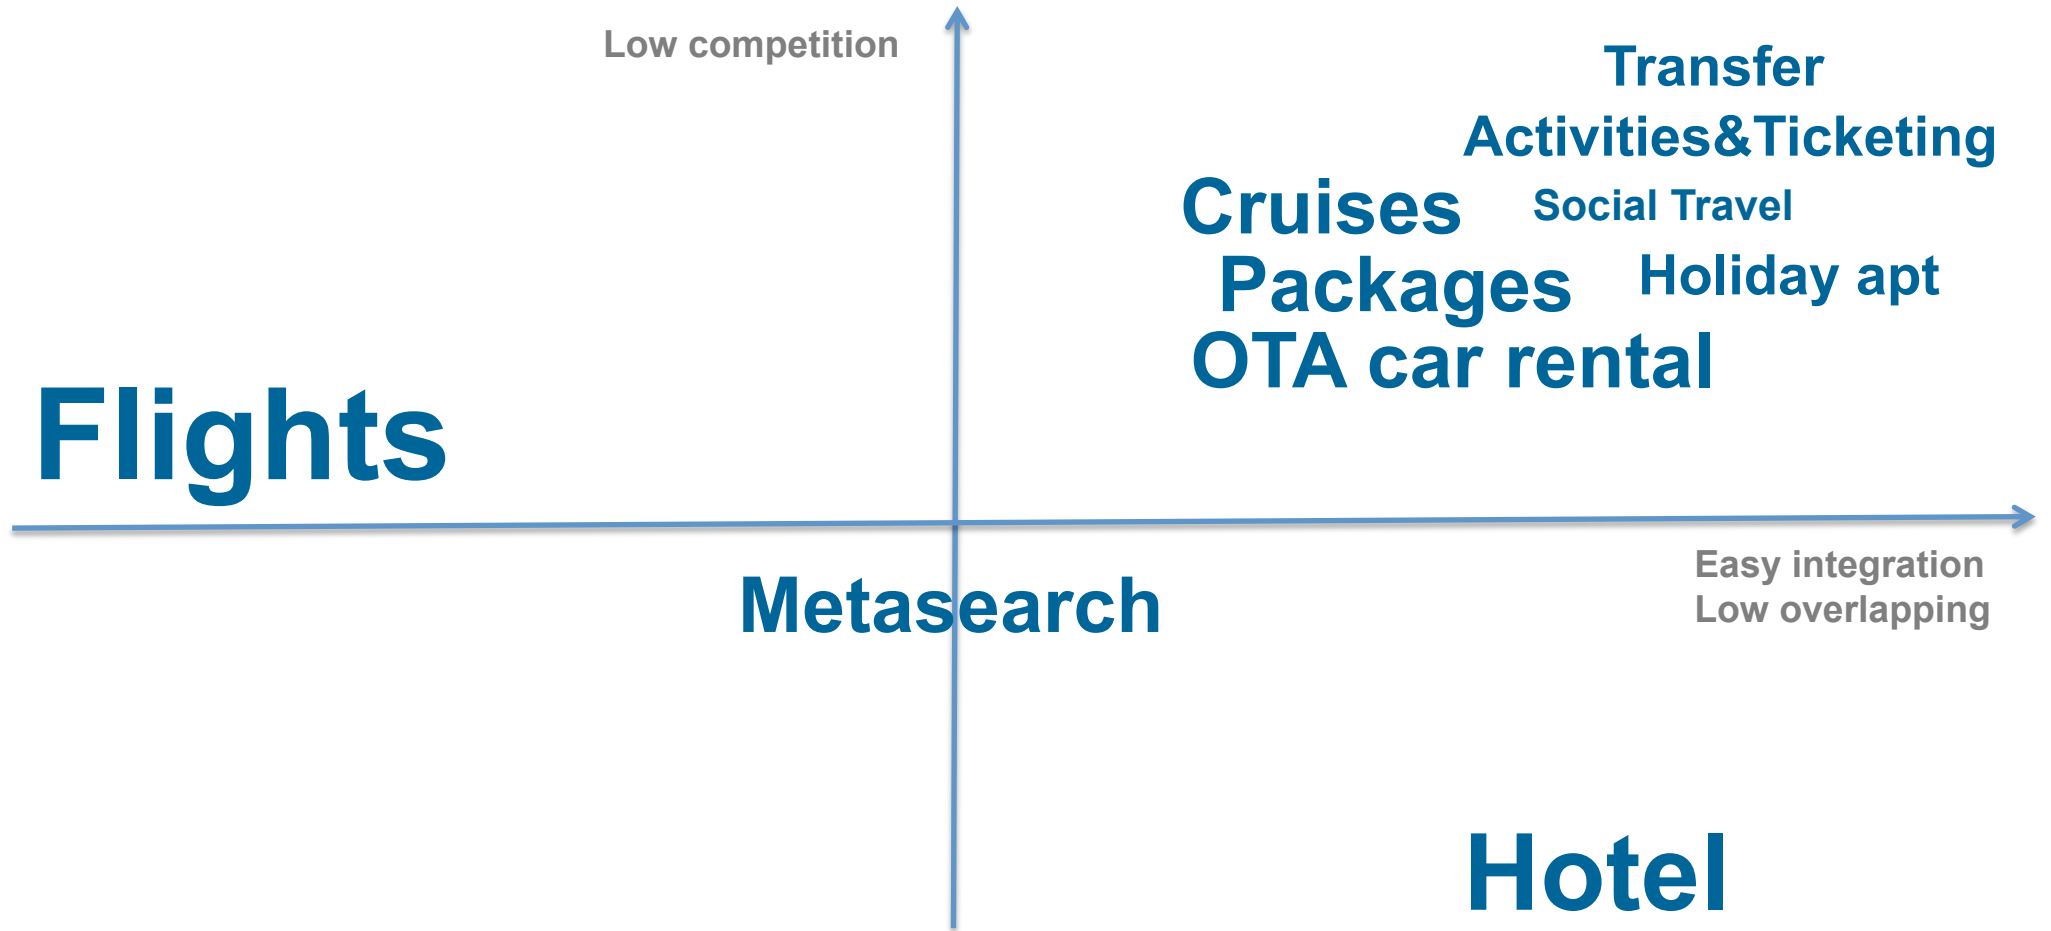 Low competition
Transfer
Activities&Ticketing
Cruises
Social Travel
Packages
Holiday apt
OTA car rental
Flights
Easy integration
Low overlapping
Metasearch
Hotel